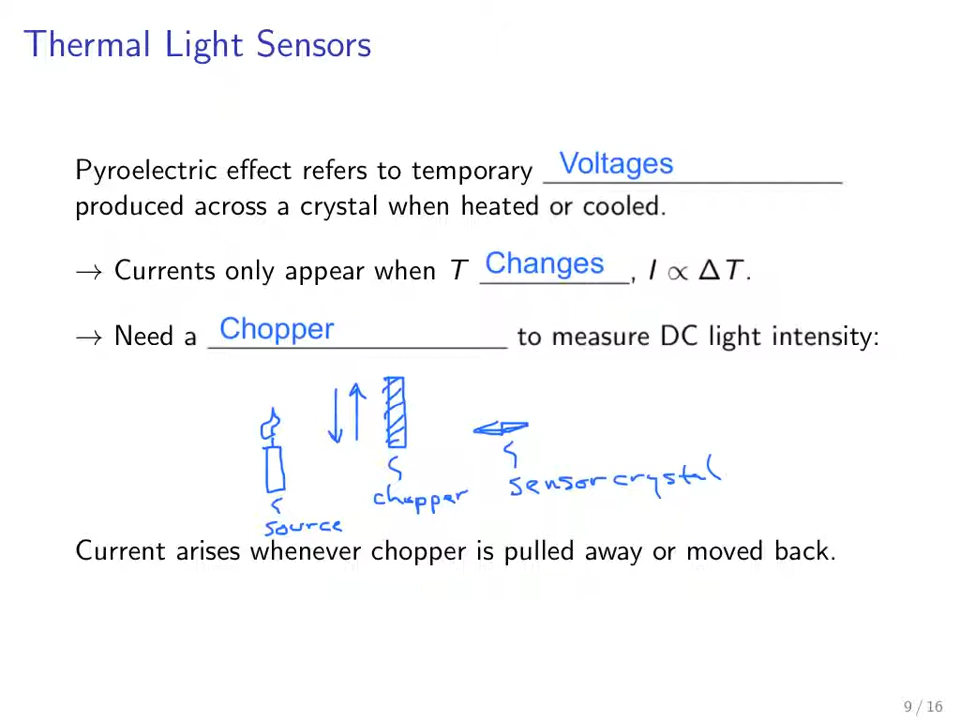 Thermal Light Sensors
Pyroelectric effect refers to temporary Voltages
produced across a crystal when heated or cooled.
→ Currents only appear when T Changes, I ∝ ΔT.
→ Need a Chopper to measure DC light intensity:
source
chopper
sensor crystal
Current arises whenever chopper is pulled away or moved back.
9 / 16